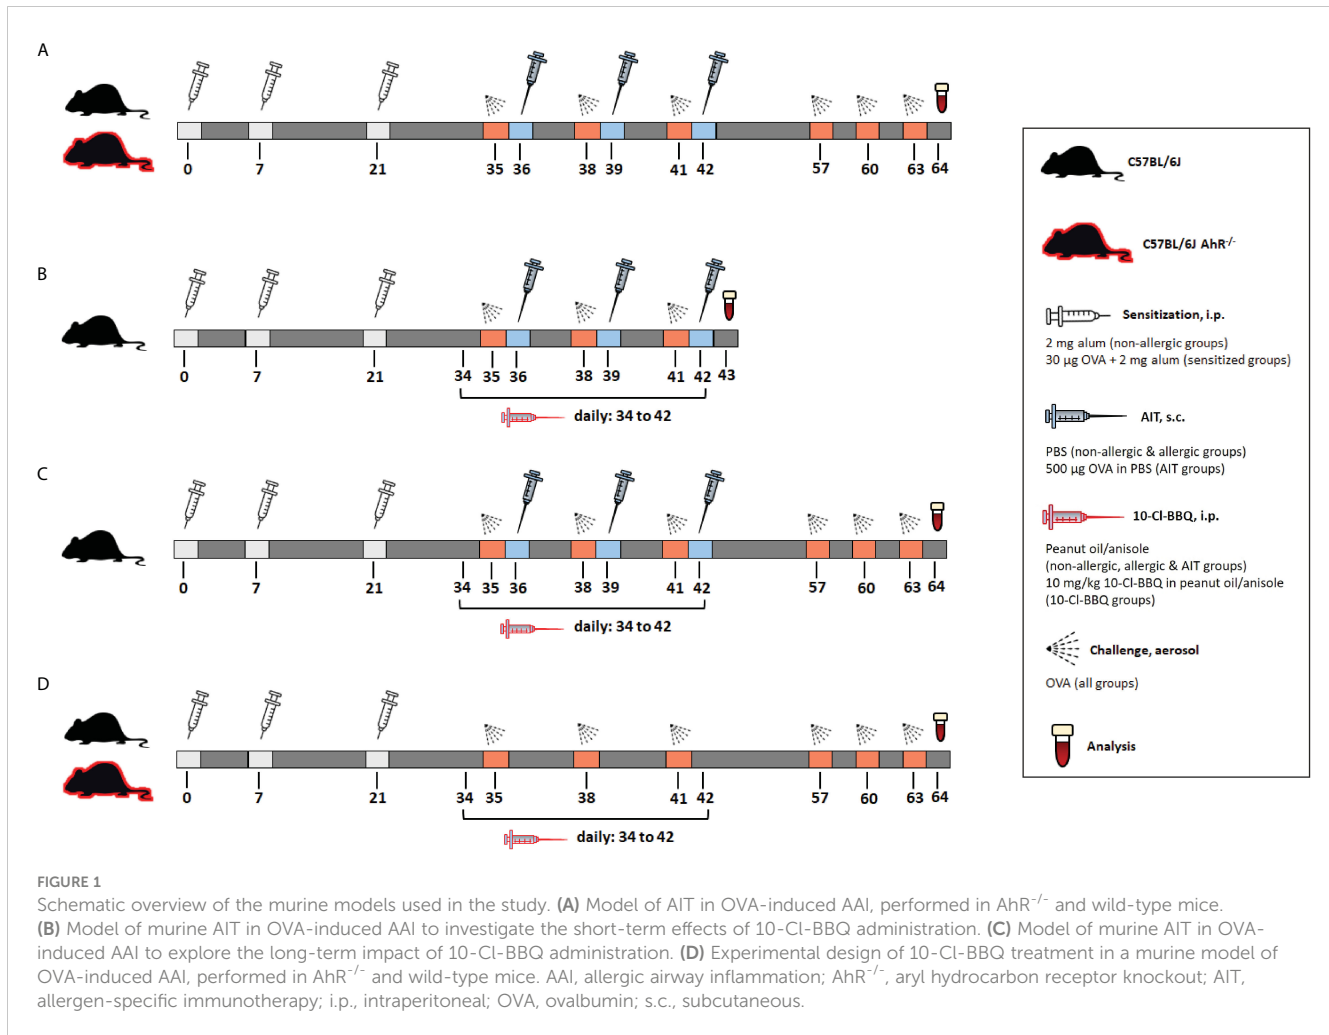 A
0 7 21 35 36 38 39 41 42 57 60 63 64
B
0 7 21 34 35 36 38 39 41 42 43
daily: 34 to 42
C
0 7 21 34 35 36 38 39 41 42 57 60 63 64
daily: 34 to 42
D
0 7 21 34 35 38 41 42 57 60 63 64
daily: 34 to 42
C57BL/6J
C57BL/6J AhR-/-
Sensitization, i.p.
2 mg alum (non-allergic groups)
30 µg OVA + 2 mg alum (sensitized groups)
AIT, s.c.
PBS (non-allergic & allergic groups)
500 µg OVA in PBS (AIT groups)
10-Cl-BBQ, i.p.
Peanut oil/anisole
(non-allergic, allergic & AIT groups)
10 mg/kg 10-Cl-BBQ in peanut oil/anisole
(10-Cl-BBQ groups)
Challenge, aerosol
OVA (all groups)
Analysis
FIGURE 1
Schematic overview of the murine models used in the study. (A) Model of AIT in OVA-induced AAI, performed in AhR-/- and wild-type mice.
(B) Model of murine AIT in OVA-induced AAI to investigate the short-term effects of 10-Cl-BBQ administration. (C) Model of murine AIT in OVA-
induced AAI to explore the long-term impact of 10-Cl-BBQ administration. (D) Experimental design of 10-Cl-BBQ treatment in a murine model of
OVA-induced AAI, performed in AhR-/- and wild-type mice. AAI, allergic airway inflammation; AhR-/-, aryl hydrocarbon receptor knockout; AIT,
allergen-specific immunotherapy; i.p., intraperitoneal; OVA, ovalbumin; s.c., subcutaneous.